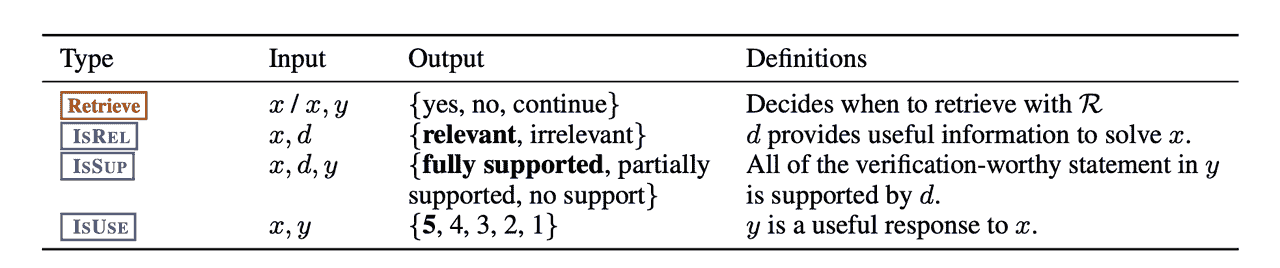 Type Input Output Definitions
Retrieve x / x, y {yes, no, continue} Decides when to retrieve with R
ISREL x, d {relevant, irrelevant} d provides useful information to solve x.
ISSUP x, d, y {fully supported, partially All of the verification-worthy statement in y
supported, no support} is supported by d.
ISUSE x, y {5, 4, 3, 2, 1} y is a useful response to x.